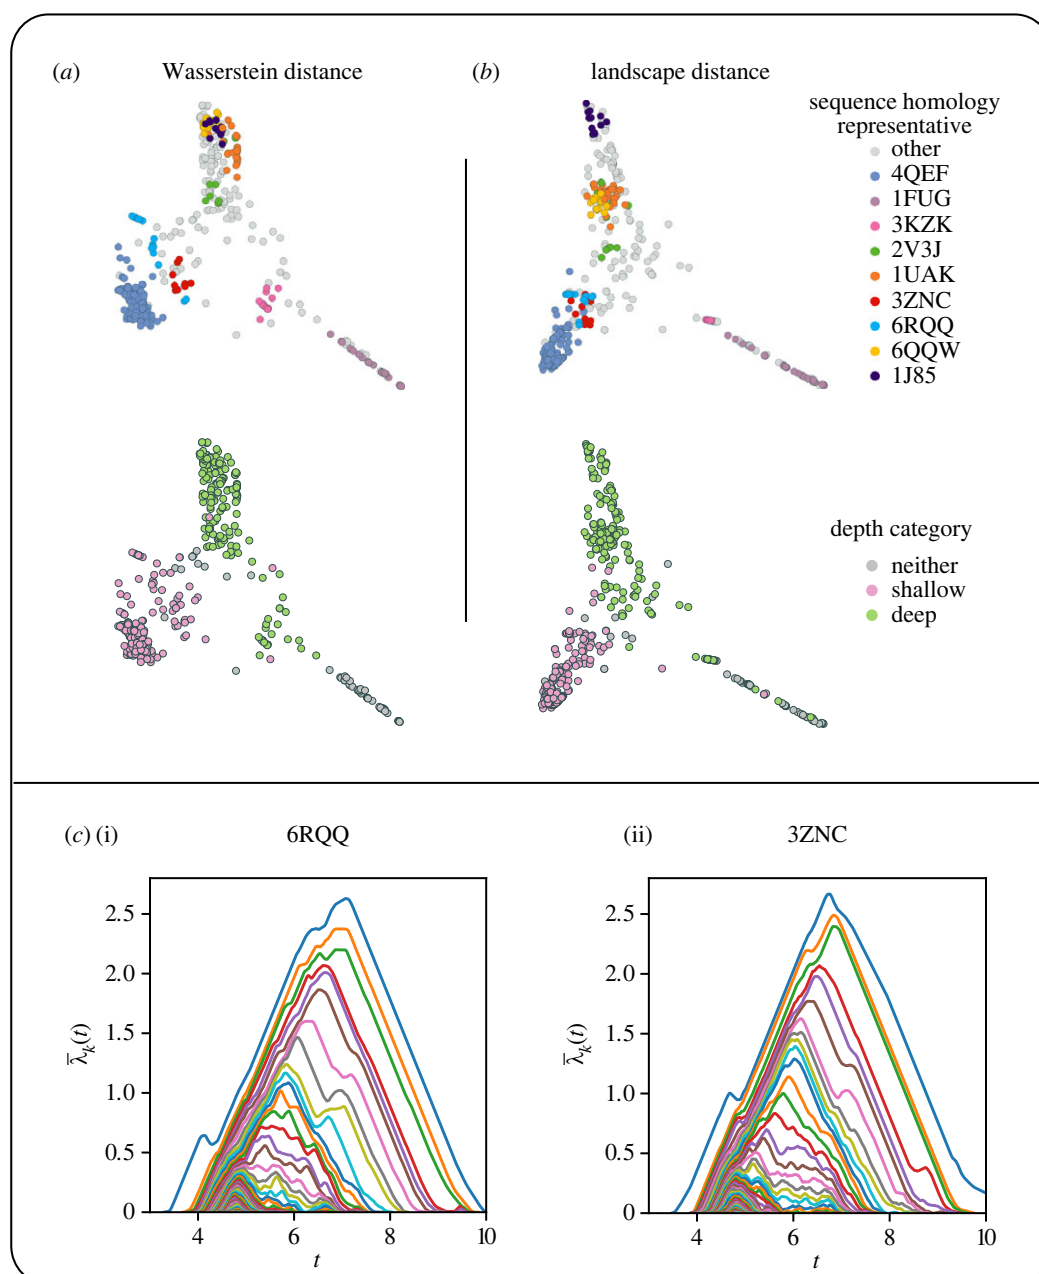 (a) Wasserstein distance
(b) landscape distance
sequence homology
representative
other
4QEF
1FUG
3KZK
2V3J
1UAK
3ZNC
6RQQ
6QQW
1J85
depth category
neither
shallow
deep
(c) (i) 6RQQ
2.5
2.0
1.5
1.0
0.5
0
λ̅k(t)
4 6 8 10
t
(ii) 3ZNC
2.5
2.0
1.5
1.0
0.5
0
λ̅k(t)
4 6 8 10
t